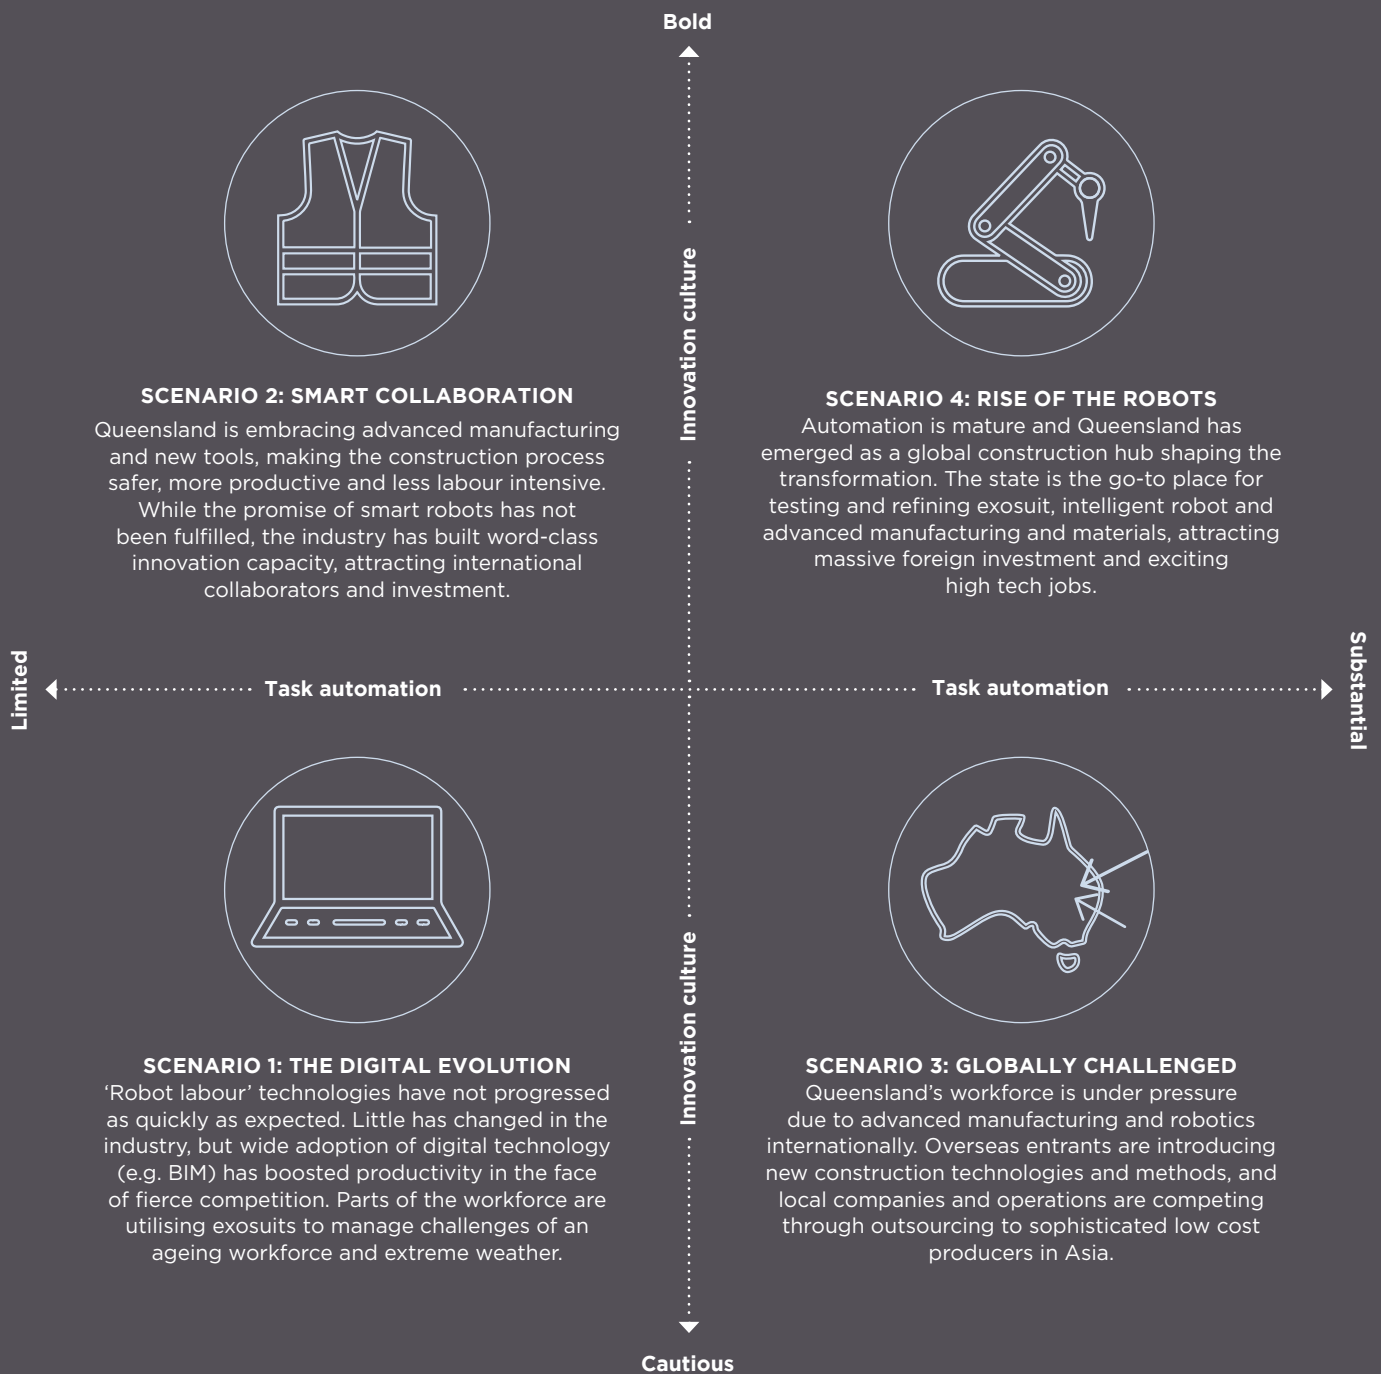 Bold
Innovation culture
SCENARIO 2: SMART COLLABORATION
Queensland is embracing advanced manufacturing
and new tools, making the construction process
safer, more productive and less labour intensive.
While the promise of smart robots has not
been fulfilled, the industry has built word-class
innovation capacity, attracting international
collaborators and investment.
SCENARIO 4: RISE OF THE ROBOTS
Automation is mature and Queensland has
emerged as a global construction hub shaping the
transformation. The state is the go-to place for
testing and refining exosuit, intelligent robot and
advanced manufacturing and materials, attracting
massive foreign investment and exciting
high tech jobs.
Limited
Task automation
Task automation
Substantial
Innovation culture
SCENARIO 1: THE DIGITAL EVOLUTION
‘Robot labour’ technologies have not progressed
as quickly as expected. Little has changed in the
industry, but wide adoption of digital technology
(e.g. BIM) has boosted productivity in the face
of fierce competition. Parts of the workforce are
utilising exosuits to manage challenges of an
ageing workforce and extreme weather.
SCENARIO 3: GLOBALLY CHALLENGED
Queensland’s workforce is under pressure
due to advanced manufacturing and robotics
internationally. Overseas entrants are introducing
new construction technologies and methods, and
local companies and operations are competing
through outsourcing to sophisticated low cost
producers in Asia.
Cautious